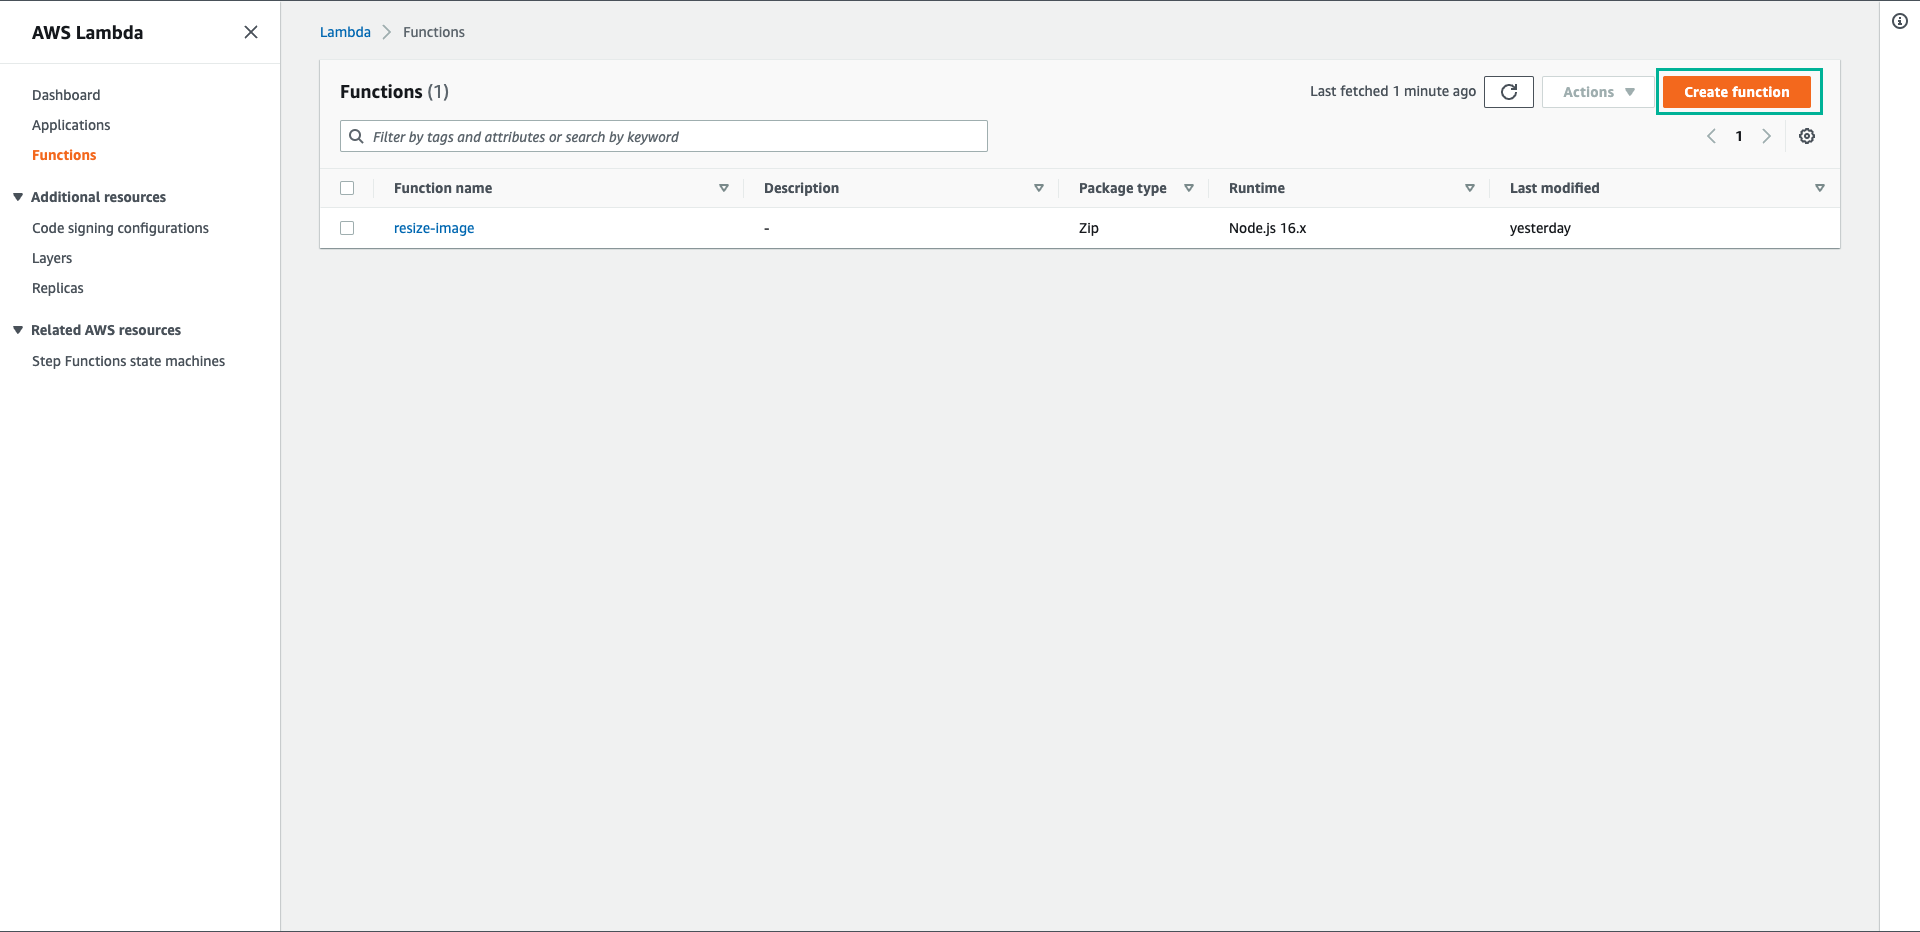 AWS Lambda
Dashboard
Applications
Functions
Additional resources
Code signing configurations
Layers
Replicas
Related AWS resources
Step Functions state machines
Lambda Functions
Functions (1)
Last fetched 1 minute ago
Actions
Create function
Filter by tags and attributes or search by keyword
1
Function name Description Package type Runtime Last modified
resize-image - Zip Node.js 16.x yesterday